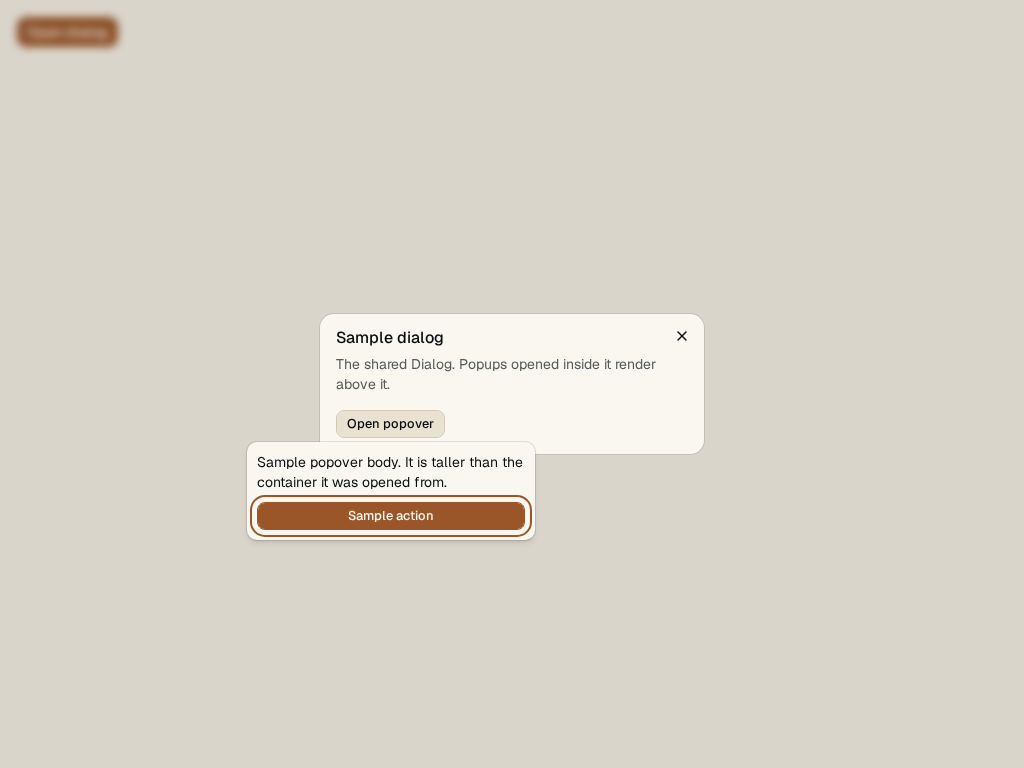 Sample dialog
The shared Dialog. Popups opened inside it render
above it.
Open popover
Sample popover body. It is taller than the
container it was opened from.
Sample action